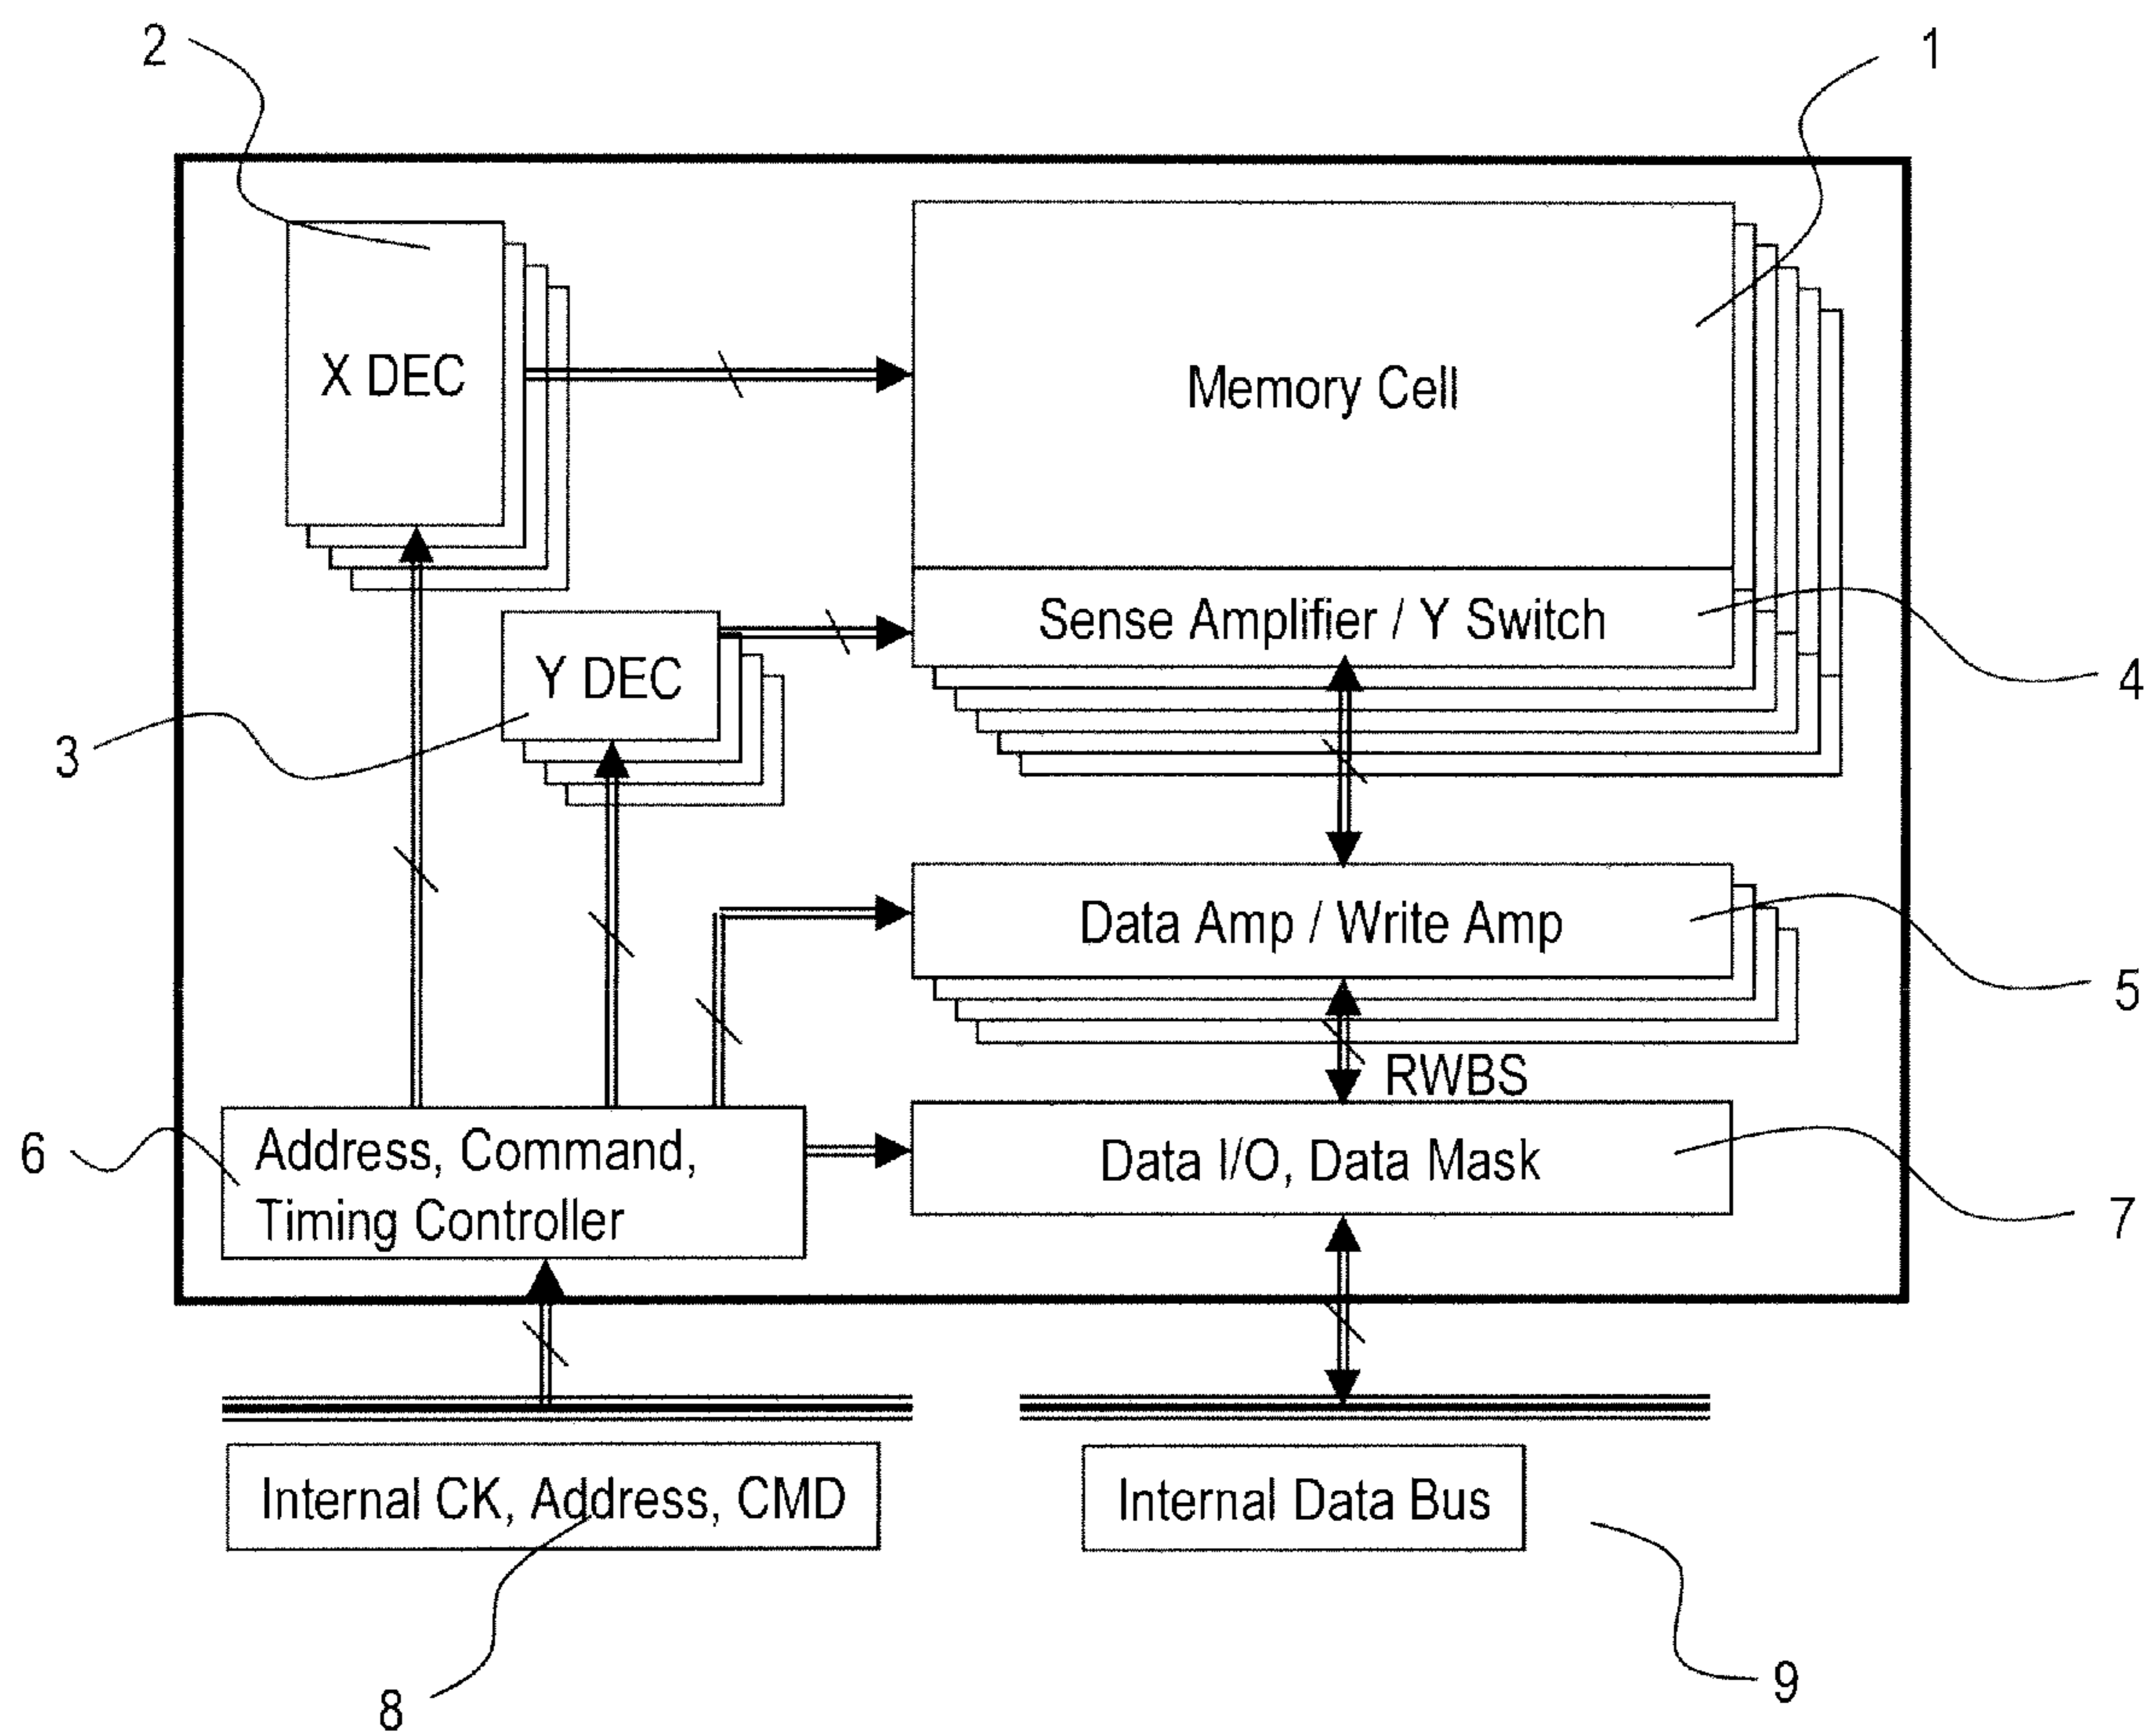 2
1
X DEC
Memory Cell
Sense Amplifier / Y Switch
Y DEC
4
3
Data Amp / Write Amp
5
RWBS
6
Address, Command,
Timing Controller
Data I/O, Data Mask
7
Internal CK, Address, CMD
Internal Data Bus
8
9